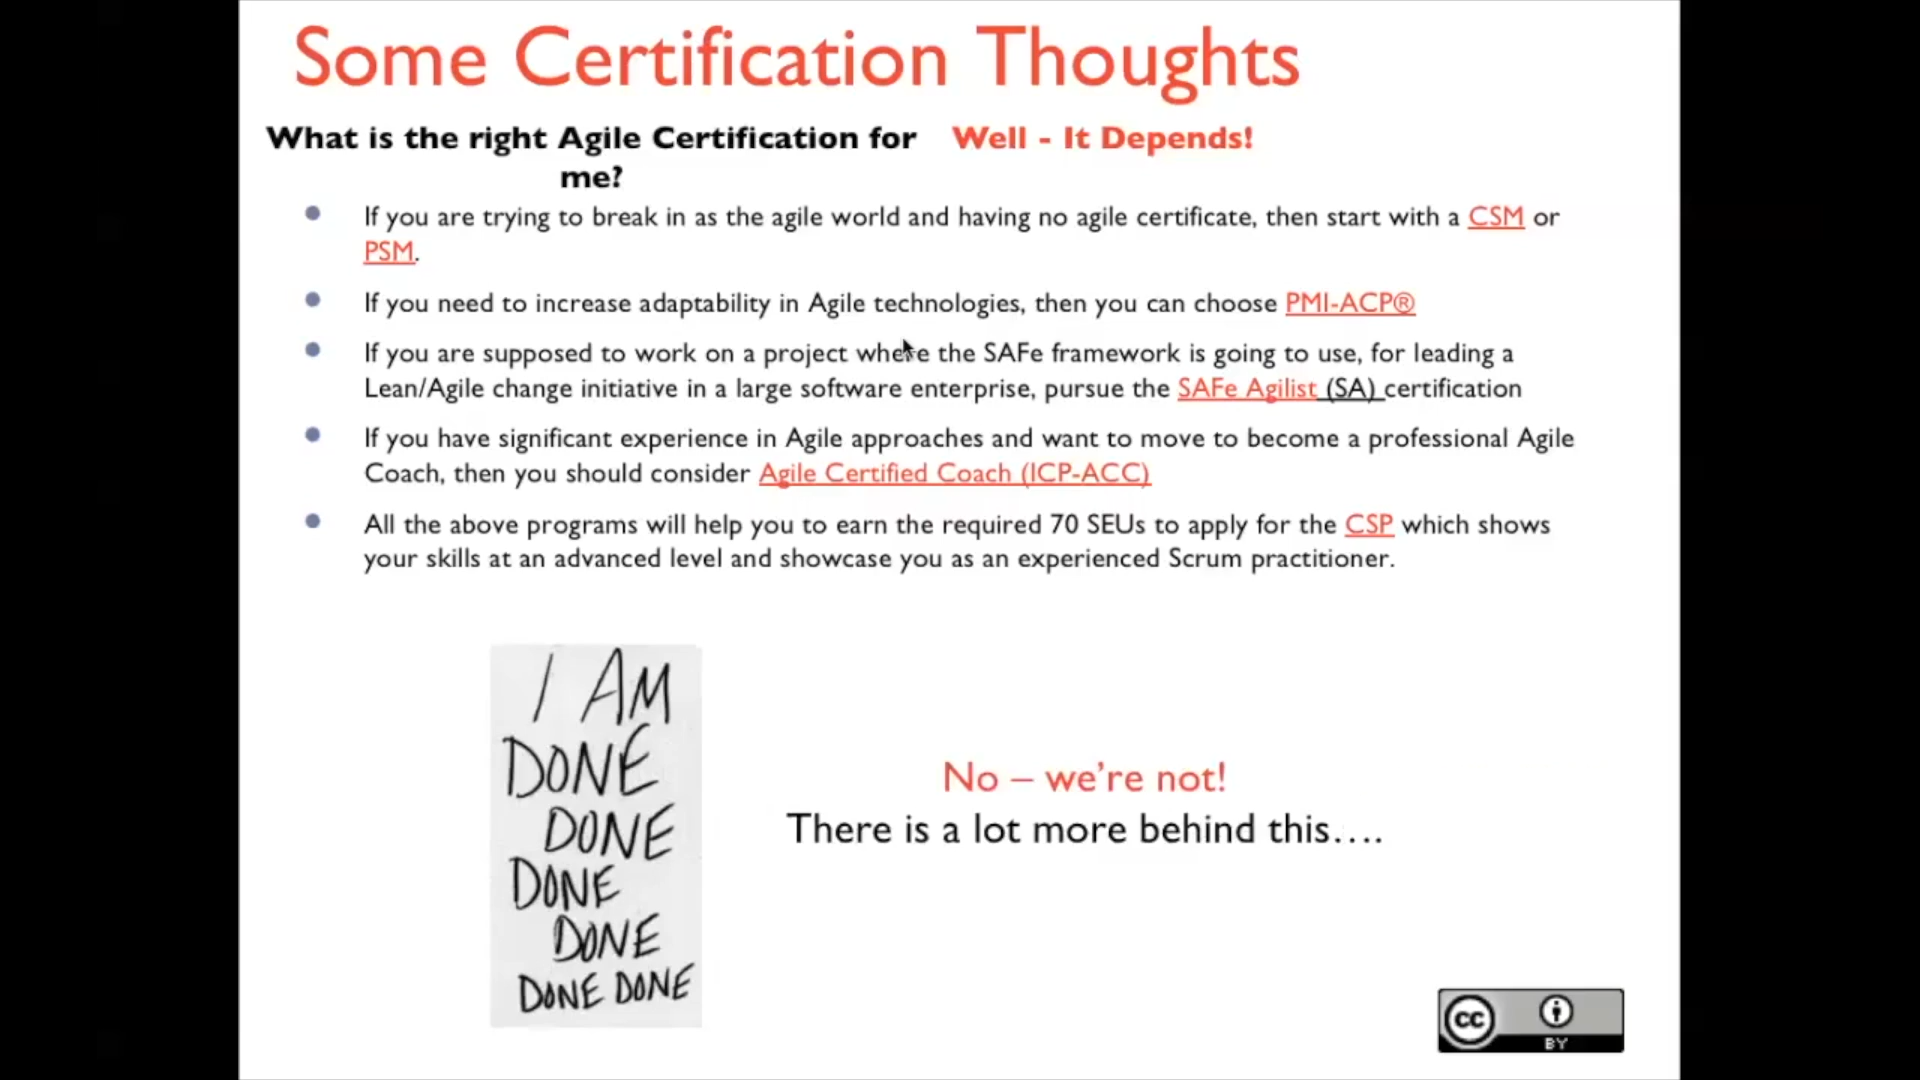 Some Certification Thoughts
What is the right Agile Certification for
me?
Well - It Depends!
If you are trying to break in as the agile world and having no agile certificate, then start with a CSM or
PSM.
If you need to increase adaptability in Agile technologies, then you can choose PMI-ACP®
If you are supposed to work on a project where the SAFe framework is going to use, for leading a
Lean/Agile change initiative in a large software enterprise, pursue the SAFe Agilist (SA) certification
If you have significant experience in Agile approaches and want to move to become a professional Agile
Coach, then you should consider Agile Certified Coach (ICP-ACC)
All the above programs will help you to earn the required 70 SEUs to apply for the CSP which shows
your skills at an advanced level and showcase you as an experienced Scrum practitioner.
I AM
DONE
DONE
DONE
DONE
DONE DONE
No – we’re not!
There is a lot more behind this….
cc
BY